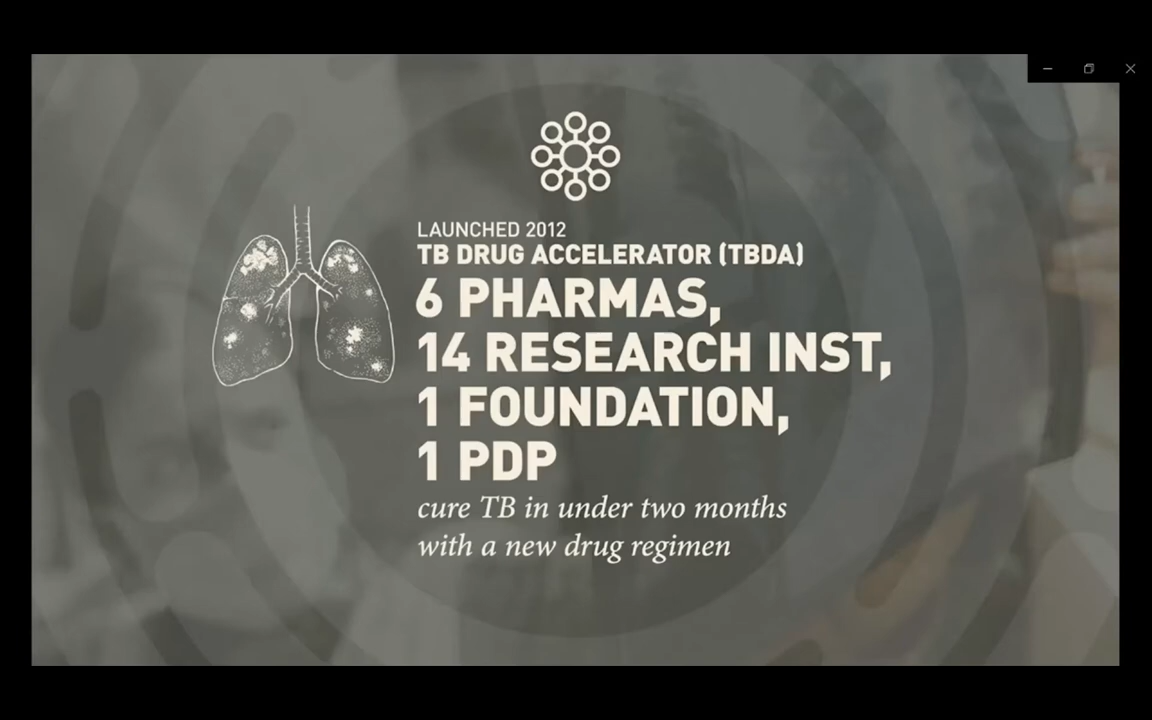 LAUNCHED 2012
TB DRUG ACCELERATOR (TBDA)
6 PHARMAS,
14 RESEARCH INST,
1 FOUNDATION,
1 PDP
cure TB in under two months
with a new drug regimen